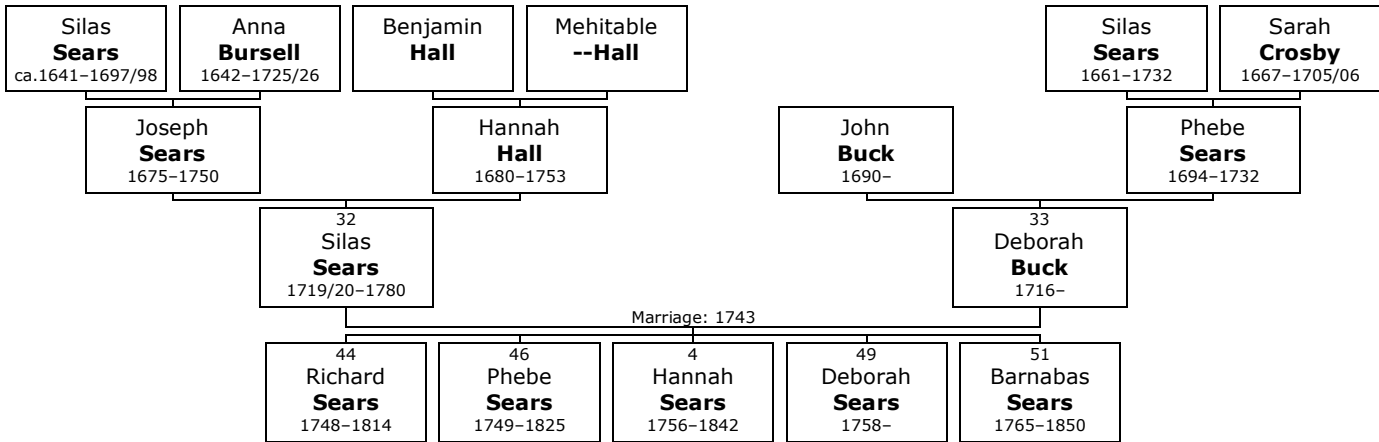 Silas
Sears
ca.1641–1697/98
Anna
Bursell
1642–1725/26
Benjamin
Hall
Mehitable
--Hall
Silas
Sears
1661–1732
Sarah
Crosby
1667–1705/06
Joseph
Sears
1675–1750
Hannah
Hall
1680–1753
John
Buck
1690–
Phebe
Sears
1694–1732
32
Silas
Sears
1719/20–1780
33
Deborah
Buck
1716–
Marriage: 1743
44
Richard
Sears
1748–1814
46
Phebe
Sears
1749–1825
4
Hannah
Sears
1756–1842
49
Deborah
Sears
1758–
51
Barnabas
Sears
1765–1850